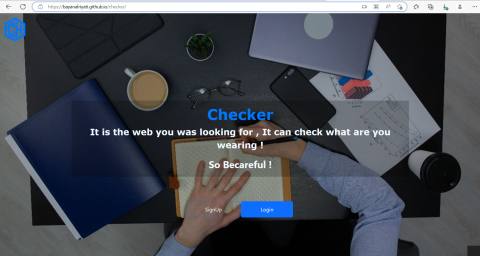 https://bayanalriyati.github.io/checker/
Checker
It is the web you was looking for , It can check what are you
wearing !
So Becareful !
SignUp
Login